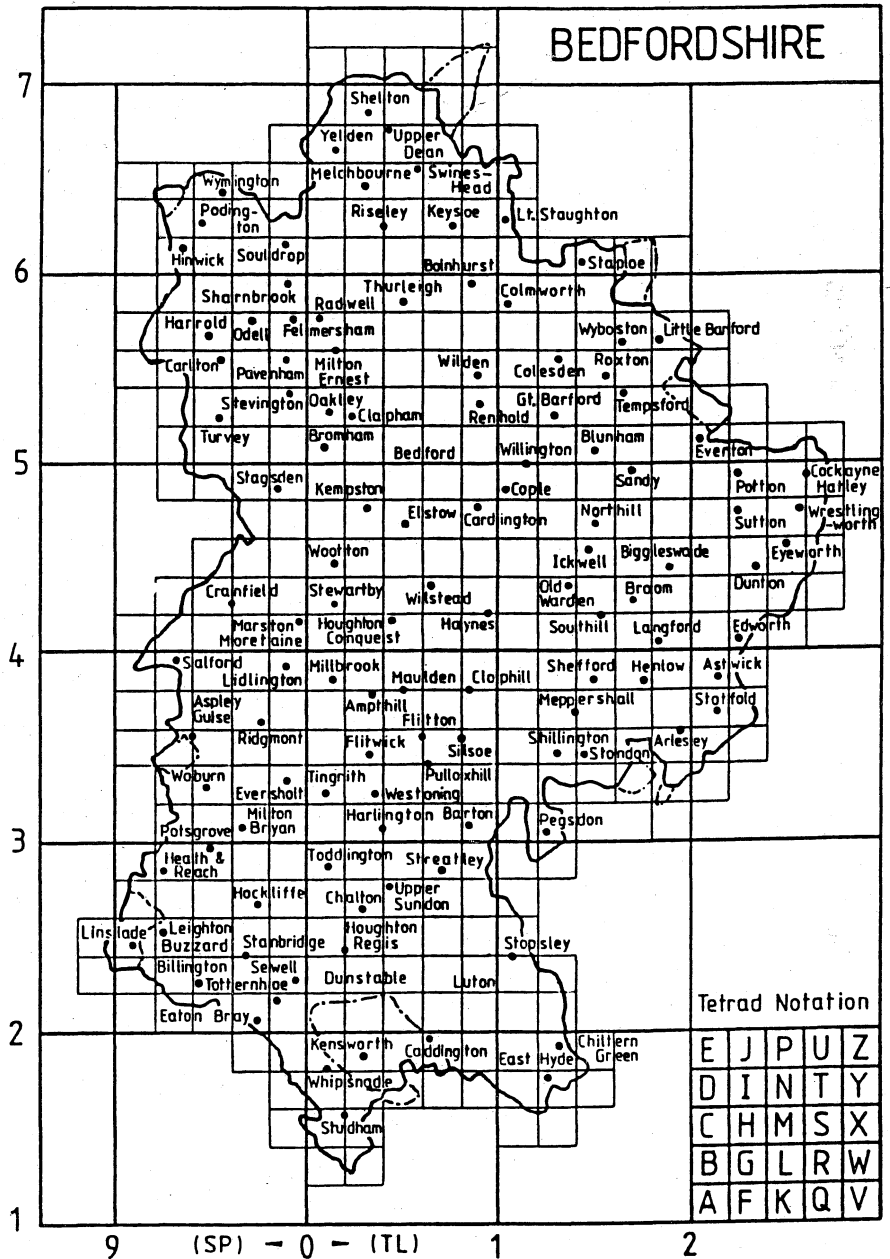 BEDFORDSHIRE
7
Shelton
Yelden
Upper
Dean
Melchbourne
Swines-
Head
Wymington
Poding-
ton
Riseley
Keysoe
Lt. Staughton
Hinwick
Souldrop
Bolnhurst
Staploe
6
Sharnbrook
Thurleigh
Colmworth
Radwell
Harrold
Odell
Felmersham
Wyboston
Little Barford
Carlton
Pavenham
Milton
Ernest
Wilden
Colesden
Roxton
Stevington
Oakley
Clapham
Renhold
Gt. Barford
Tempsford
Turvey
Bromham
Bedford
Willington
Blunham
Everton
5
Stagsden
Kempston
Cople
Sandy
Potton
Cockayne
Hatley
Elstow
Cardington
Northill
Sutton
Wrestling
-worth
Wootton
Ickwell
Biggleswade
Eyeworth
Cranfield
Stewartby
Wilstead
Old
Warden
Broom
Dunton
Marston
Moretaine
Houghton
Conquest
Haynes
Southill
Langford
Edworth
4
Salford
Lidlington
Millbrook
Maulden
Clophill
Shefford
Henlow
Astwick
Aspley
Guise
Ampthill
Meppershall
Stotfold
Ridgmont
Flitwick
Flitton
Silsoe
Shillington
Stondon
Arlesey
Woburn
Eversholt
Tingrith
Westoning
Pulloxhill
Potsgrove
Milton
Bryan
Harlington
Barton
Pegsdon
3
Heath &
Reach
Toddington
Streatley
Hockliffe
Chalton
Upper
Sundon
Linslade
Leighton
Buzzard
Stanbridge
Houghton
Regis
Stopsley
Billington
Totternhoe
Sewell
Dunstable
Luton
Eaton Bray
2
Kensworth
Caddington
East Hyde
Chiltern
Green
Whipsnade
Studham
Tetrad Notation
E J P U Z
D I N T Y
C H M S X
B G L R W
A F K Q V
1
9 (SP) - 0 - (TL) 1 2